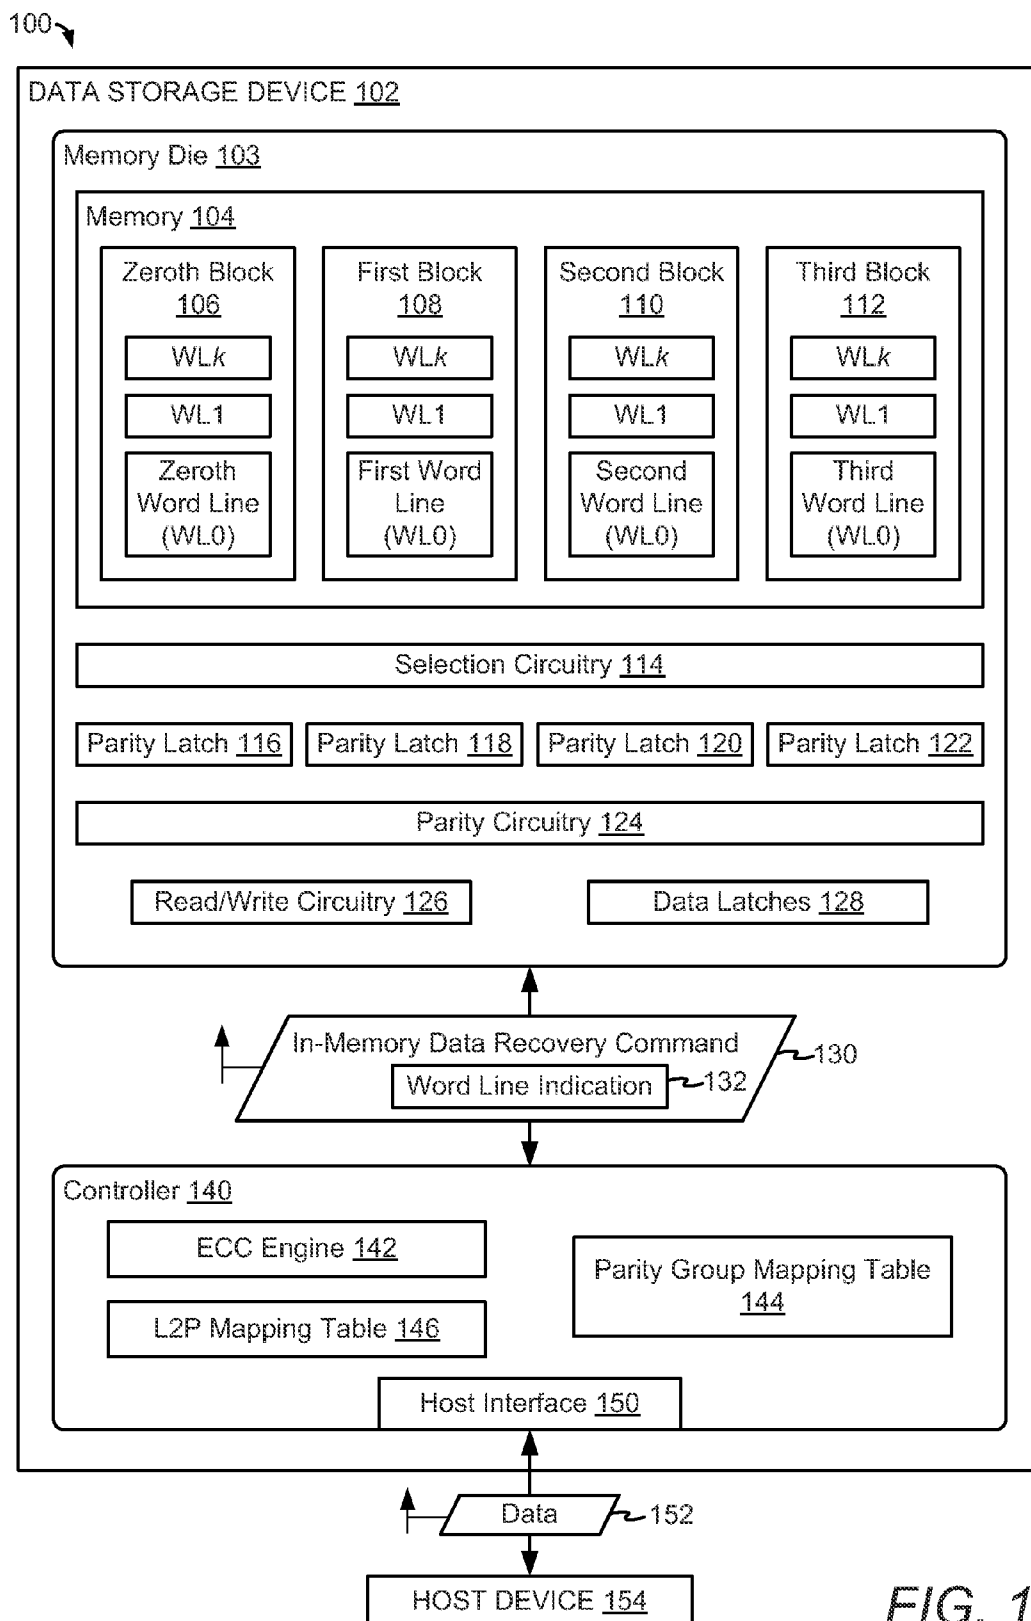 100
DATA STORAGE DEVICE 102
Memory Die 103
Memory 104
Zeroth Block
106
WLk
WL1
Zeroth
Word Line
(WL0)
First Block
108
WLk
WL1
First Word
Line
(WL0)
Second Block
110
WLk
WL1
Second
Word Line
(WL0)
Third Block
112
WLk
WL1
Third
Word Line
(WL0)
Selection Circuitry 114
Parity Latch 116
Parity Latch 118
Parity Latch 120
Parity Latch 122
Parity Circuitry 124
Read/Write Circuitry 126
Data Latches 128
In-Memory Data Recovery Command
130
Word Line Indication
132
Controller 140
ECC Engine 142
L2P Mapping Table 146
Parity Group Mapping Table
144
Host Interface 150
Data
152
HOST DEVICE 154
FIG. 1